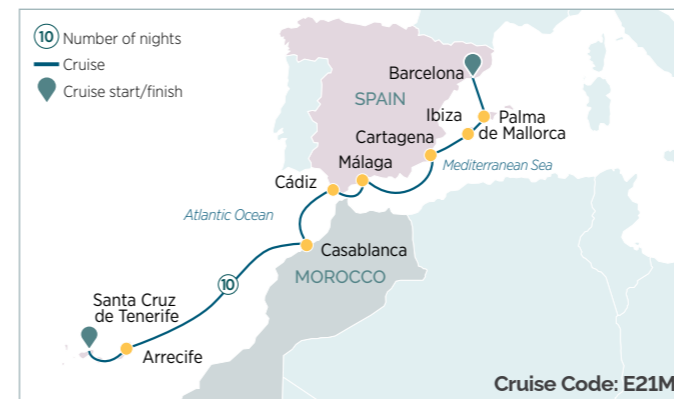 10 Number of nights
Cruise
Cruise start/finish
Barcelona
SPAIN
Ibiza
Palma
de Mallorca
Cartagena
Málaga
Mediterranean Sea
Cádiz
Atlantic Ocean
Casablanca
MOROCCO
10
Santa Cruz
de Tenerife
Arrecife
Cruise Code: E21M